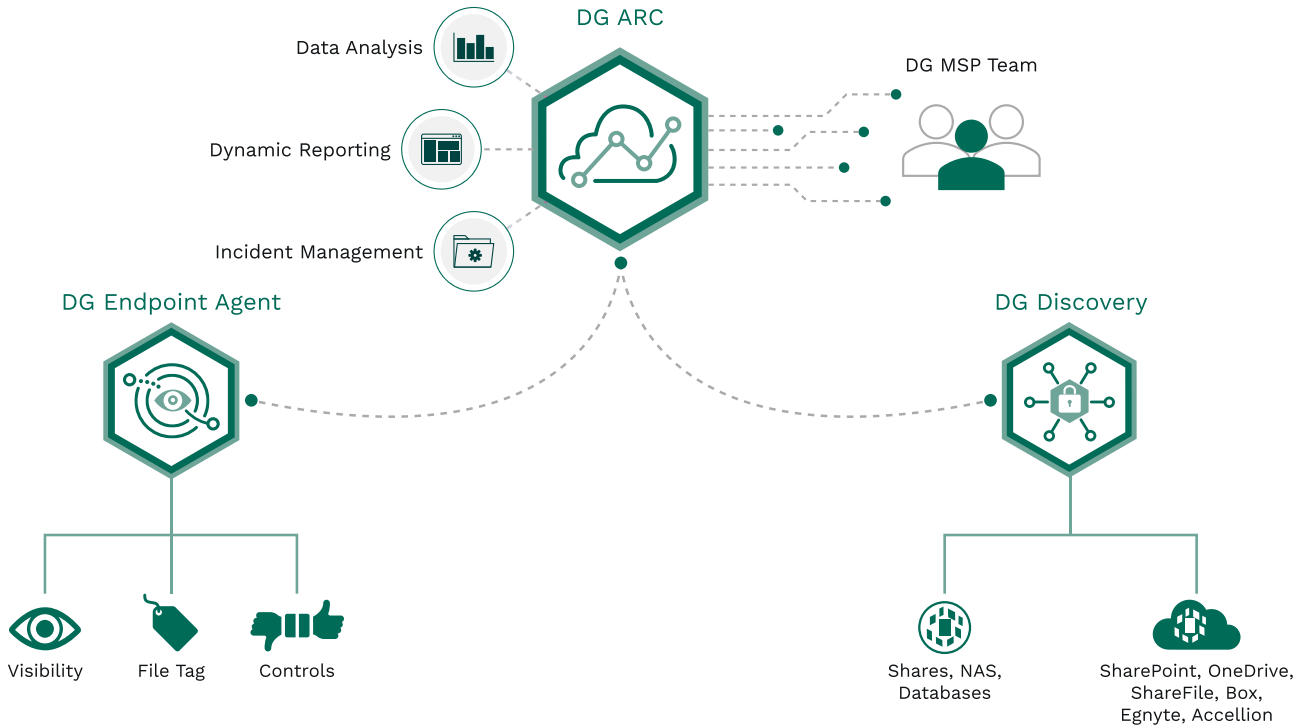 DG ARC
Data Analysis
DG MSP Team
Dynamic Reporting
Incident Management
DG Endpoint Agent
DG Discovery
Visibility
File Tag
Controls
Shares, NAS,
Databases
SharePoint, OneDrive,
ShareFile, Box,
Egnyte, Accellion